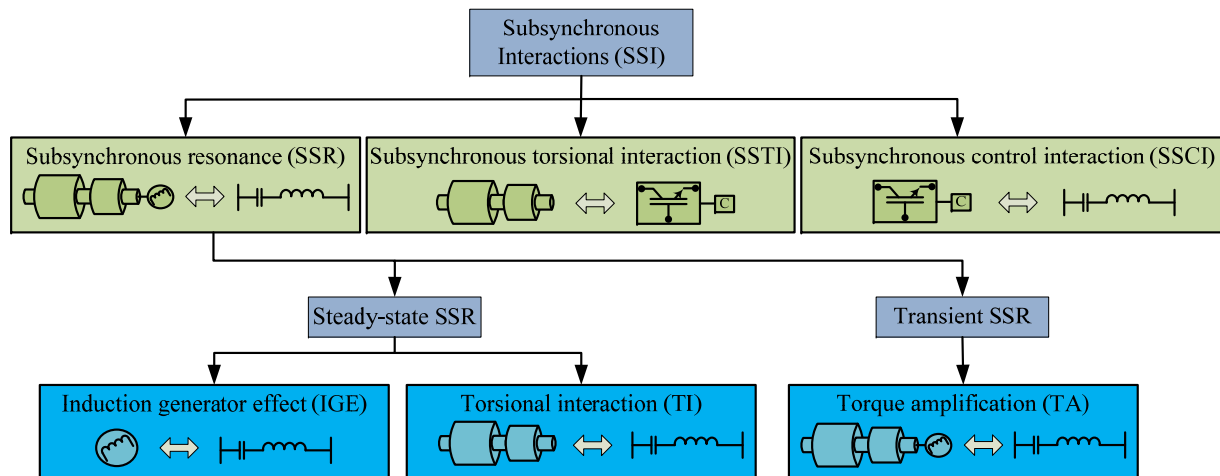 Subsynchronous
Interactions (SSI)
Subsynchronous resonance (SSR)
Subsynchronous torsional interaction (SSTI)
C
Subsynchronous control interaction (SSCI)
C
Steady-state SSR
Transient SSR
Induction generator effect (IGE)
Torsional interaction (TI)
Torque amplification (TA)